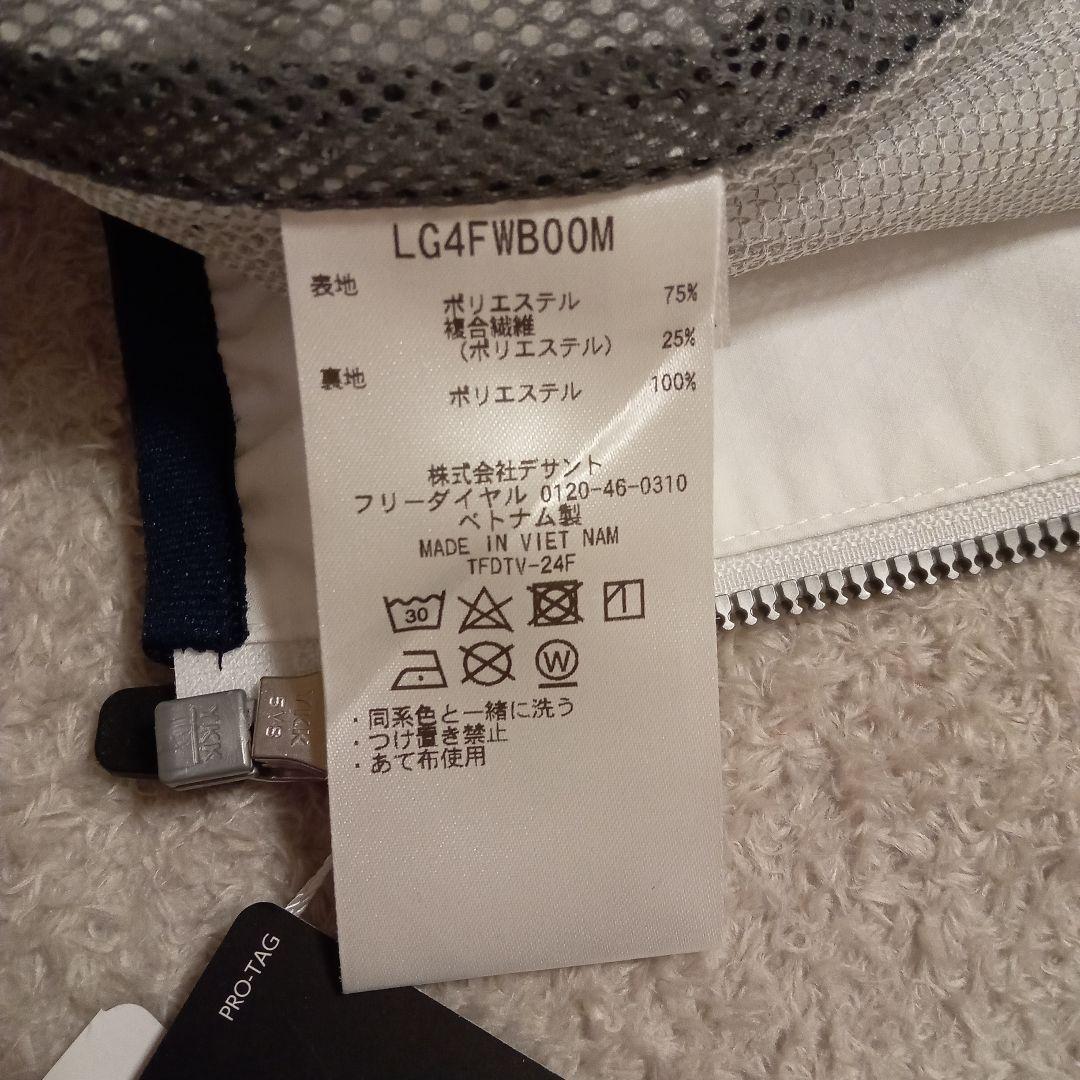 LG4FWB00M
表地
ポリエステル 75%
複合繊維
(ポリエステル) 25%
裏地
ポリエステル 100%
株式会社デサント
フリーダイヤル 0120-46-0310
ベトナム製
MADE IN VIET NAM
TFDTV-24F
30
W
・同系色と一緒に洗う
・つけ置き禁止
・あて布使用
YKK
5VS
PRO-TAG